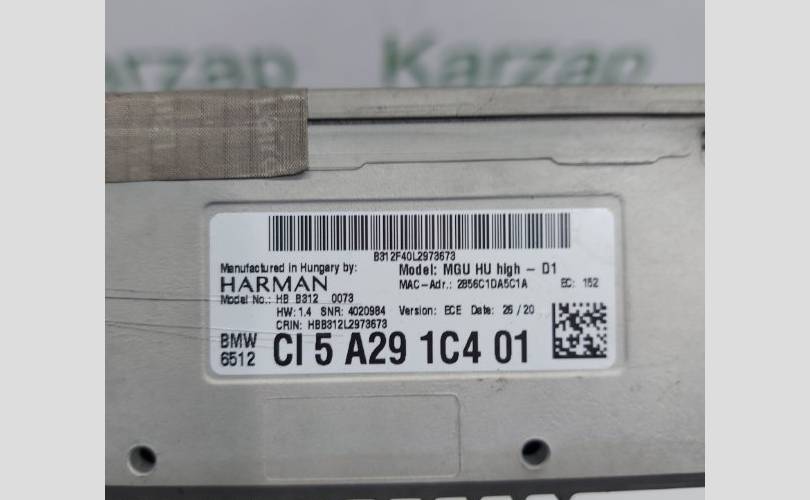 Karzap Karzap
B312F40L2973673
Manufactured in Hungary by: Model: MGU HU high - D1
HARMAN MAC-Adr.: 2856C1DA5C1A EC: 152
Model No.: HB B312 0073
HW: 1.4 SNR: 4020984 Version: ECE Date: 26/20
CRIN: HBB312L2973673
BMW
6512 CI 5 A29 1C4 01